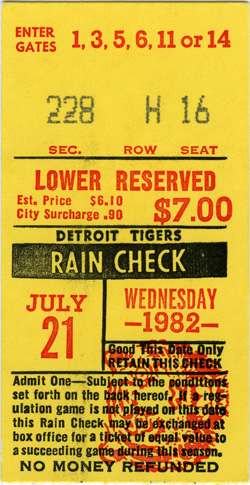 ENTER GATES 1, 3, 5, 6, 11 or 14
228 H 16
SEC. ROW SEAT
LOWER RESERVED
Est. Price $6.10
City Surcharge .90 $7.00
DETROIT TIGERS
RAIN CHECK
JULY 21
WEDNESDAY
—1982—
Good This Date Only
RETAIN THIS CHECK
Admit One—Subject to the conditions
set forth on the back hereof. If a re-
gulation game is not played on this date
this Rain Check may be exchanged at
box office for a ticket of equal value to
a succeeding game during this season.
NO MONEY REFUNDED